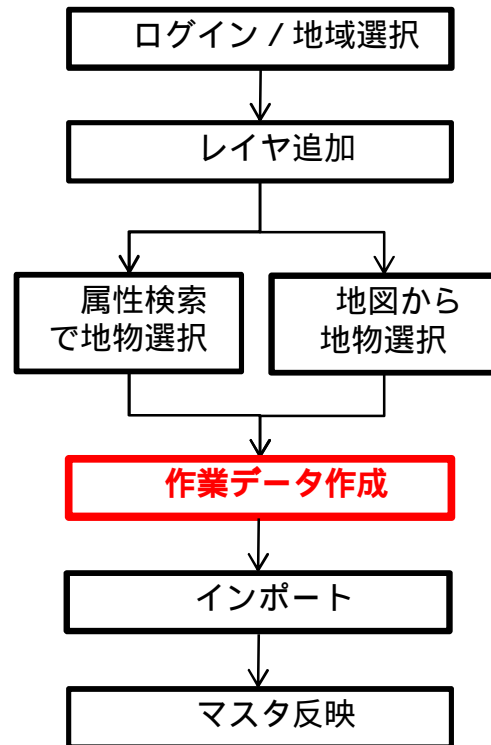 ログイン / 地域選択
レイヤ追加
属性検索
で地物選択
地図から
地物選択
作業データ作成
インポート
マスタ反映